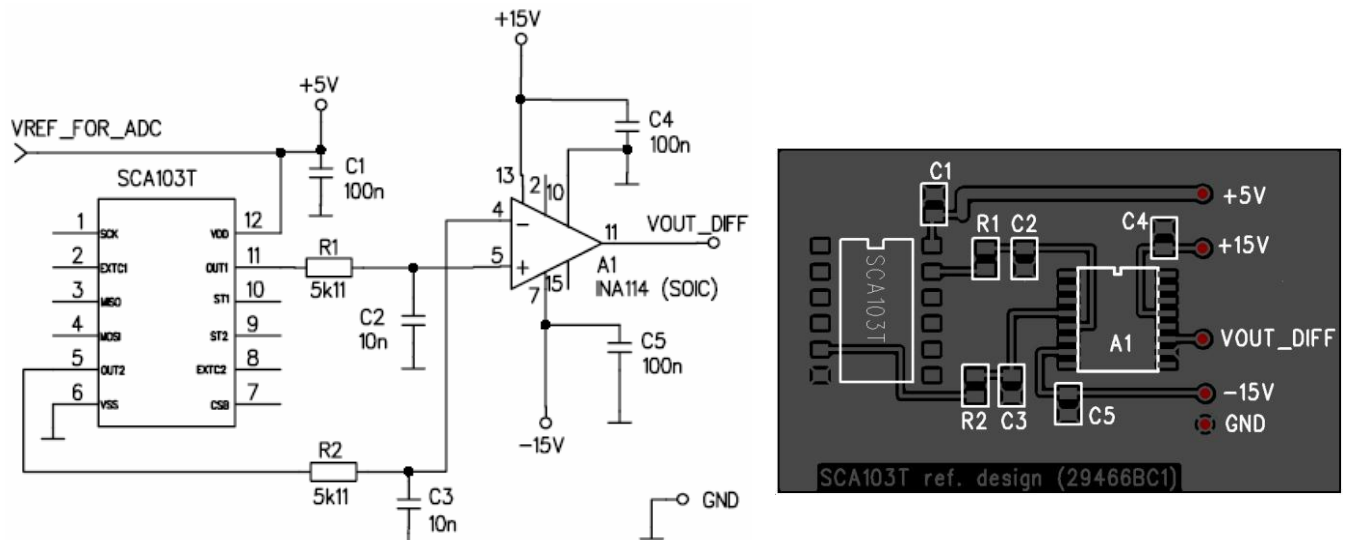 +15V
+5V
VREF_FOR_ADC
C4
100n
C1
100n
SCA103T
13
2
10
4
5
11
VOUT_DIFF
A1
INA114 (SOIC)
7
15
1
SCK
VDD
12
2
EXTC1
OUT1
11
R1
5k11
3
MISO
ST1
10
C2
10n
4
MOSI
ST2
9
C5
100n
5
OUT2
EXTC2
8
6
VSS
CSB
7
-15V
R2
5k11
C3
10n
GND
C1
+5V
R1
C2
C4
+15V
SCA103T
A1
VOUT_DIFF
-15V
R2
C3
C5
GND
SCA103T ref. design (29466BC1)